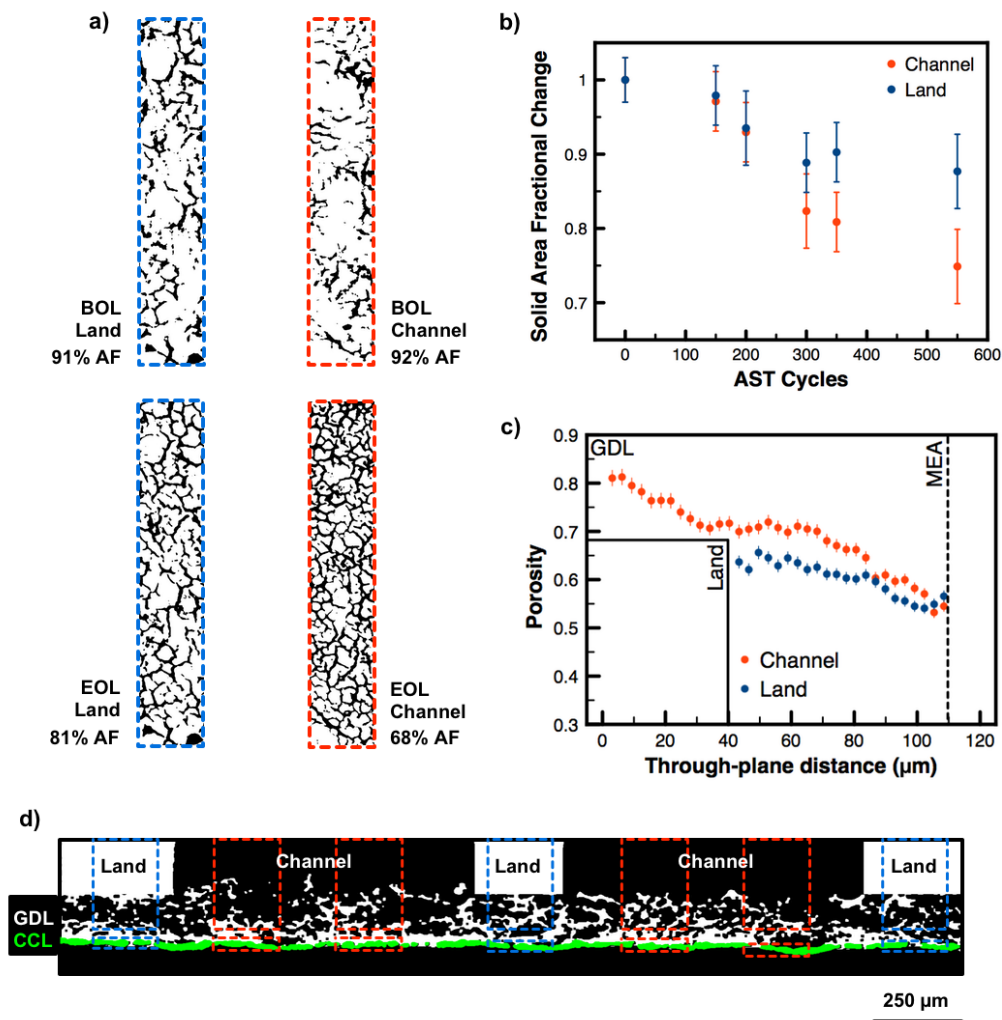 a)
BOL
Land
91% AF
BOL
Channel
92% AF
EOL
Land
81% AF
EOL
Channel
68% AF
b)
Solid Area Fractional Change
1
0.9
0.8
0.7
0 100 200 300 400 500 600
AST Cycles
Channel
Land
c)
Porosity
0.9
0.8
0.7
0.6
0.5
0.4
0.3
GDL
Land
MEA
Channel
Land
0 20 40 60 80 100 120
Through-plane distance (µm)
d)
Land Channel Land Channel Land
GDL
CCL
250 µm